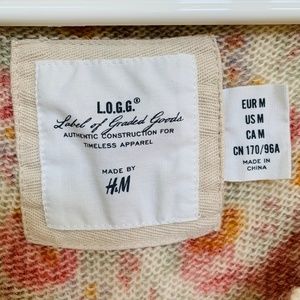 L.O.G.G.®
Label of Graded Goods
AUTHENTIC CONSTRUCTION FOR
TIMELESS APPAREL
MADE BY
H&M
EUR M
US M
CA M
CN 170/96A
MADE IN
CHINA